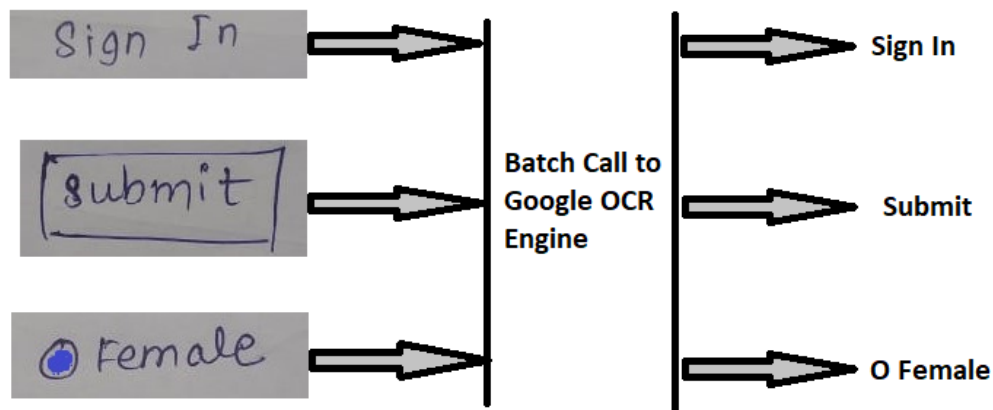 Sign In
Sign In
submit
Batch Call to
Google OCR
Engine
Submit
Female
O Female